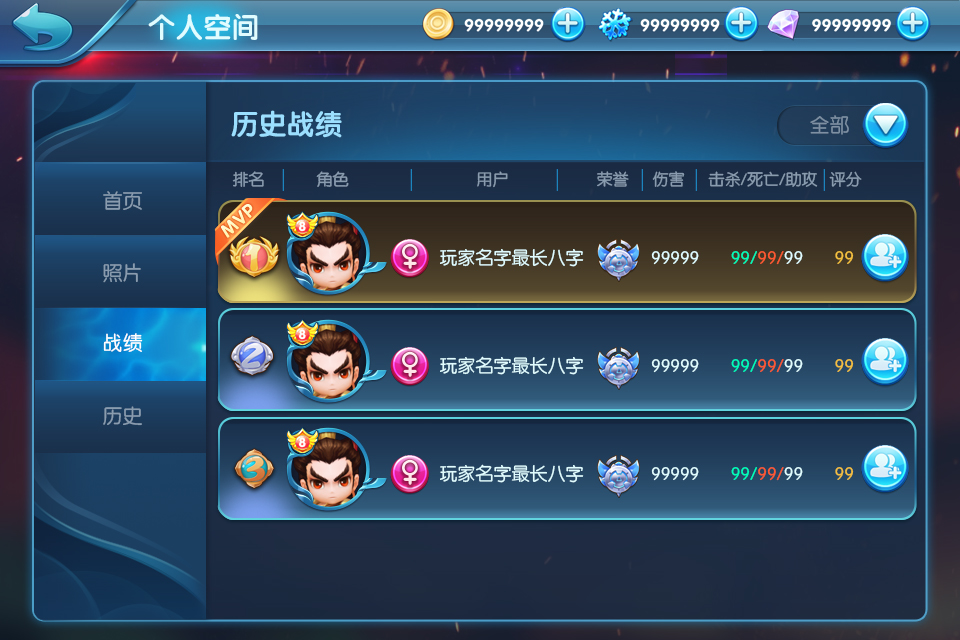 个人空间 99999999 99999999 99999999
历史战绩 全部
首页
照片
战绩
历史
排名 角色 用户 荣誉 伤害 击杀/死亡/助攻 评分
MVP 1 8 玩家名字最长八字 99999 99/99/99 99
2 8 玩家名字最长八字 99999 99/99/99 99
3 8 玩家名字最长八字 99999 99/99/99 99